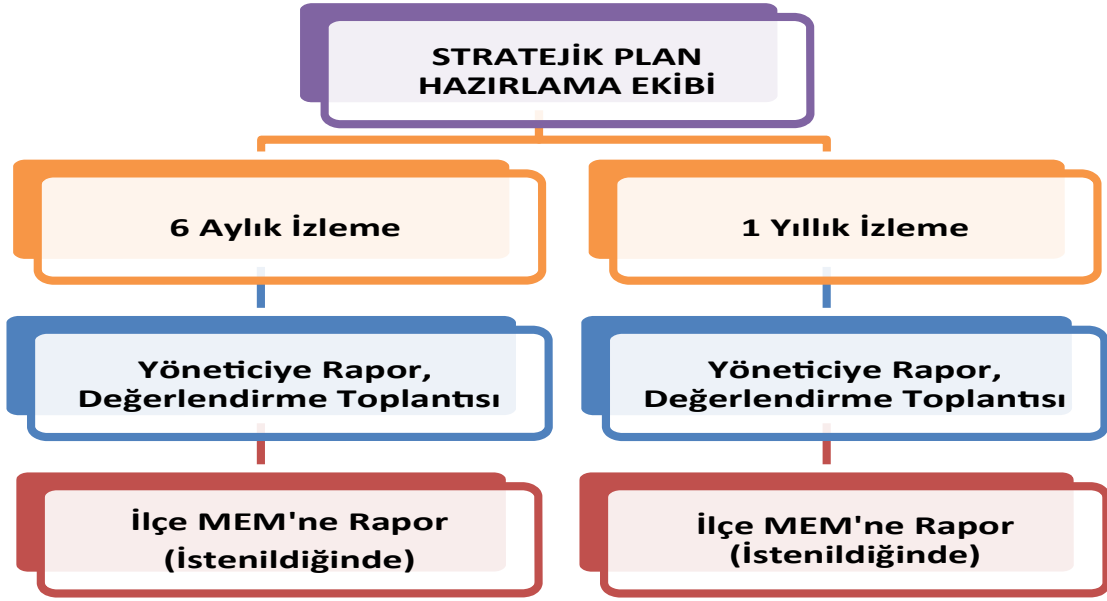 STRATEJİK PLAN
HAZIRLAMA EKİBİ
6 Aylık İzleme
1 Yıllık İzleme
Yöneticiye Rapor,
Değerlendirme Toplantısı
Yöneticiye Rapor,
Değerlendirme Toplantısı
İlçe MEM'ne Rapor
(İstenildiğinde)
İlçe MEM'ne Rapor
(İstenildiğinde)